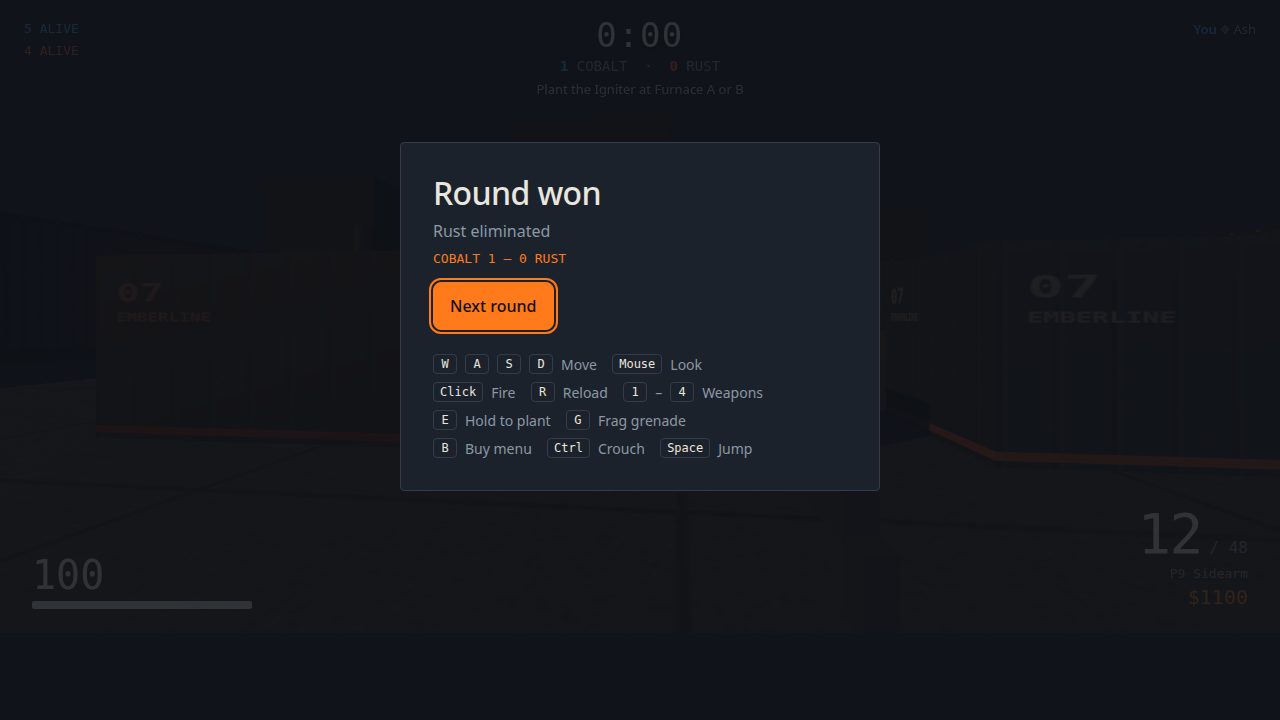 5 ALIVE
4 ALIVE
0:00
1 COBALT · 0 RUST
Plant the Igniter at Furnace A or B
You ◈ Ash
Round won
Rust eliminated
COBALT 1 — 0 RUST
Next round
W A S D Move Mouse Look
Click Fire R Reload 1 – 4 Weapons
E Hold to plant G Frag grenade
B Buy menu Ctrl Crouch Space Jump
07
EMBERLINE
07
EMBERLINE
07
EMBERLINE
100
12 / 48
P9 Sidearm
$1100